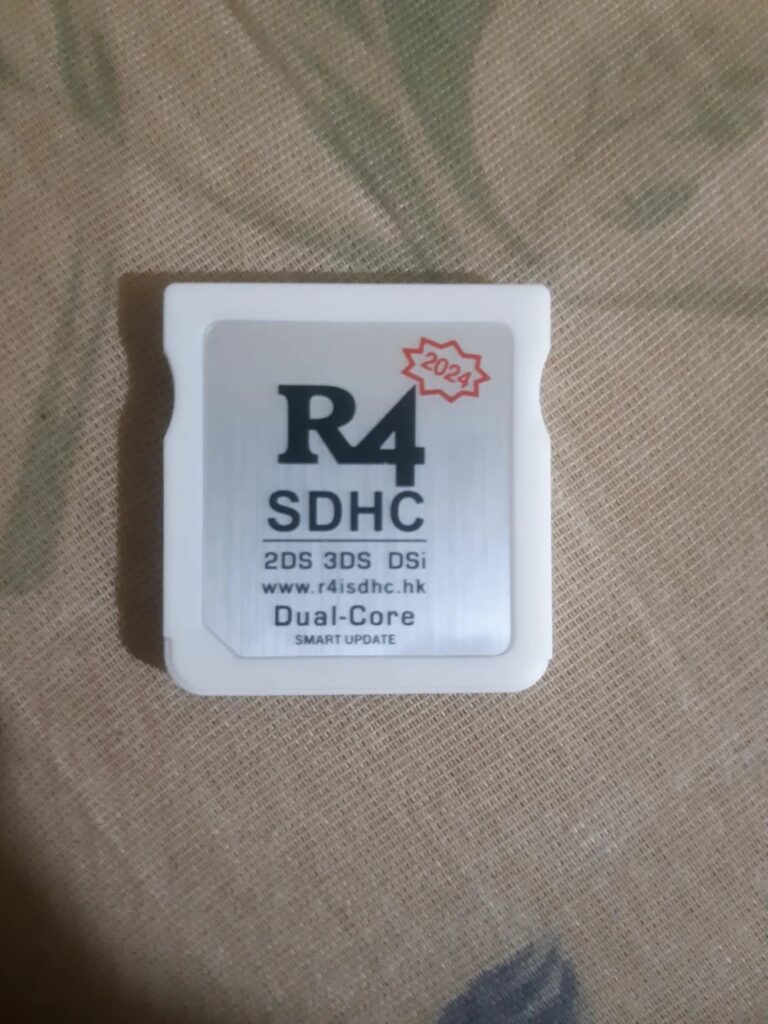 2024
R4
SDHC
2DS 3DS DSi
www.r4isdhc.hk
Dual-Core
SMART UPDATE